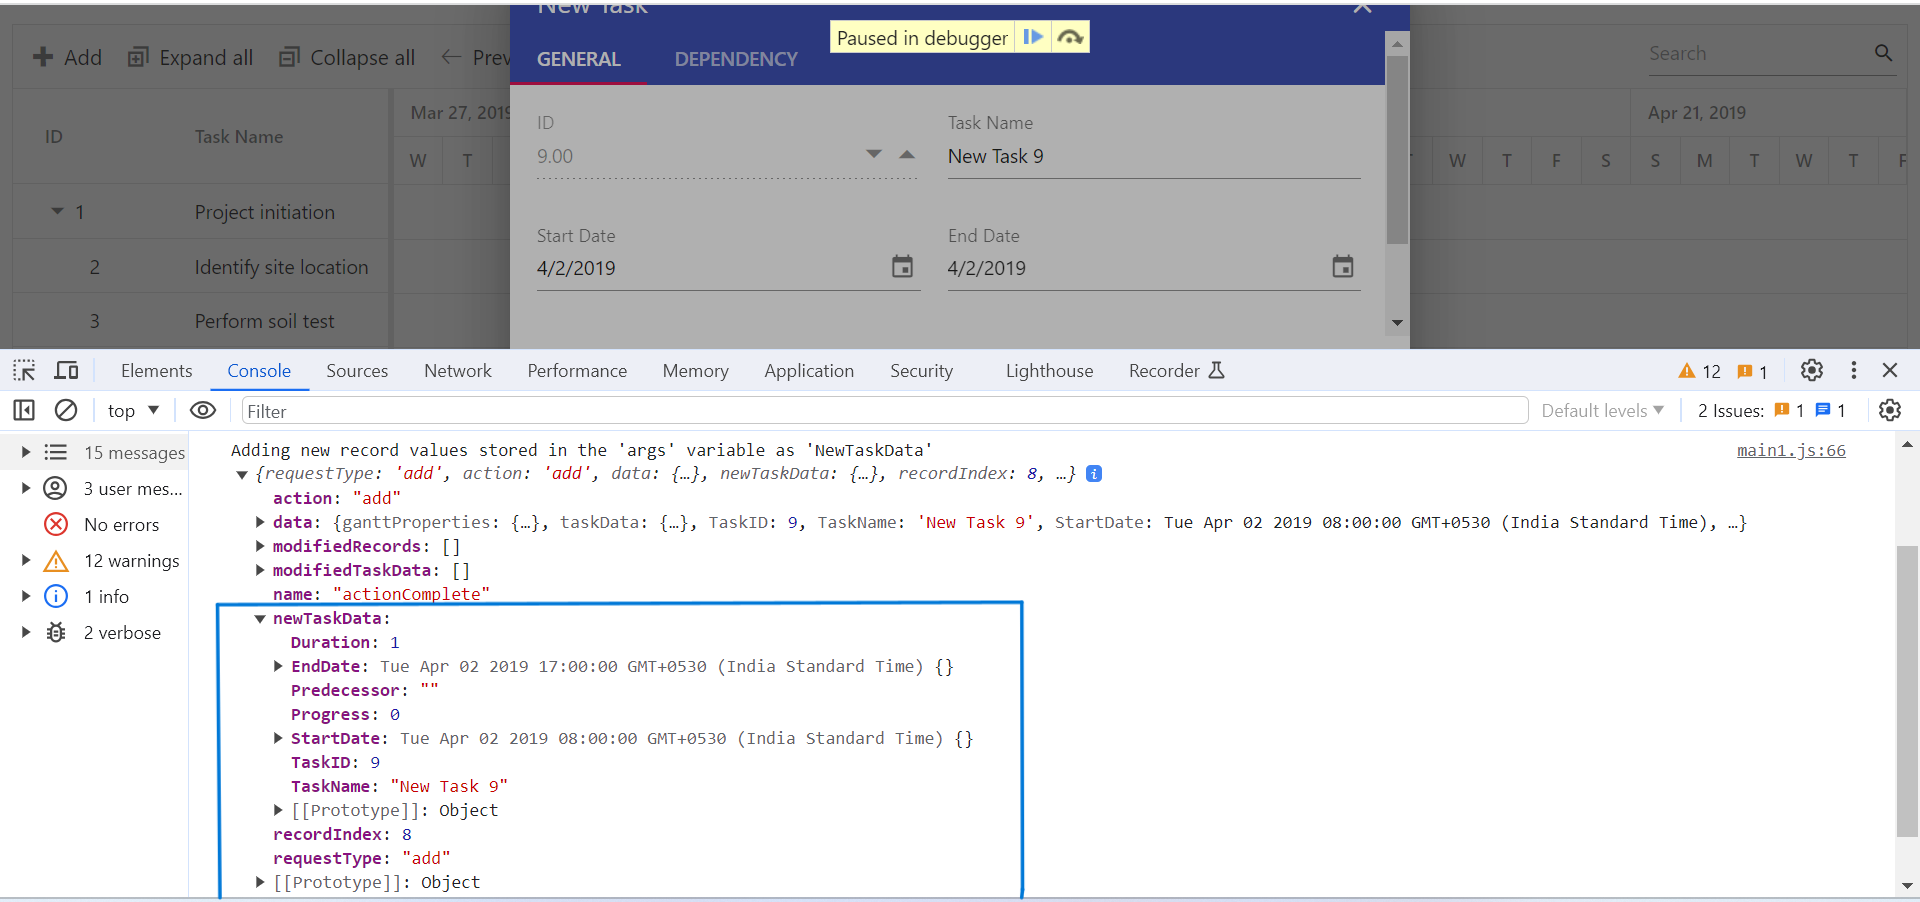 New Task
Paused in debugger
Add Expand all Collapse all Prev
GENERAL DEPENDENCY
Search
Mar 27, 2019
Apr 21, 2019
ID Task Name
W T
W T F S S M T W T F
ID
9.00
Task Name
New Task 9
1 Project initiation
Start Date
4/2/2019
End Date
4/2/2019
2 Identify site location
3 Perform soil test
Elements Console Sources Network Performance Memory Application Security Lighthouse Recorder 12 1
top Filter Default levels 2 Issues: 1 1
15 messages
3 user mes...
No errors
12 warnings
1 info
2 verbose
Adding new record values stored in the 'args' variable as 'NewTaskData' main1.js:66
{requestType: 'add', action: 'add', data: {…}, newTaskData: {…}, recordIndex: 8, …} i
action: "add"
data: {ganttProperties: {…}, taskData: {…}, TaskID: 9, TaskName: 'New Task 9', StartDate: Tue Apr 02 2019 08:00:00 GMT+0530 (India Standard Time), …}
modifiedRecords: []
modifiedTaskData: []
name: "actionComplete"
newTaskData:
Duration: 1
EndDate: Tue Apr 02 2019 17:00:00 GMT+0530 (India Standard Time) {}
Predecessor: ""
Progress: 0
StartDate: Tue Apr 02 2019 08:00:00 GMT+0530 (India Standard Time) {}
TaskID: 9
TaskName: "New Task 9"
[[Prototype]]: Object
recordIndex: 8
requestType: "add"
[[Prototype]]: Object